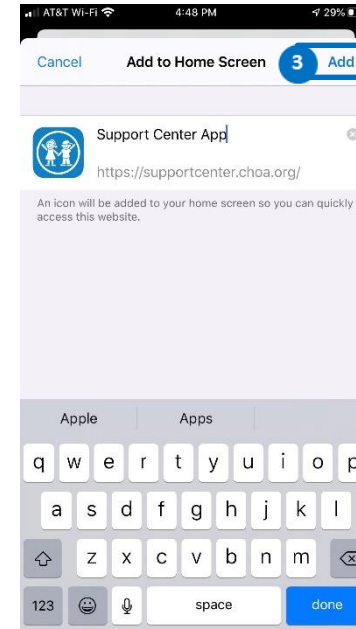 AT&T Wi-Fi 4:48 PM 29%
Cancel Add to Home Screen 3 Add
Support Center App
https://supportcenter.choa.org/
An icon will be added to your home screen so you can quickly
access this website.
Apple Apps
q w e r t y u i o p
a s d f g h j k l
z x c v b n m
123 space done